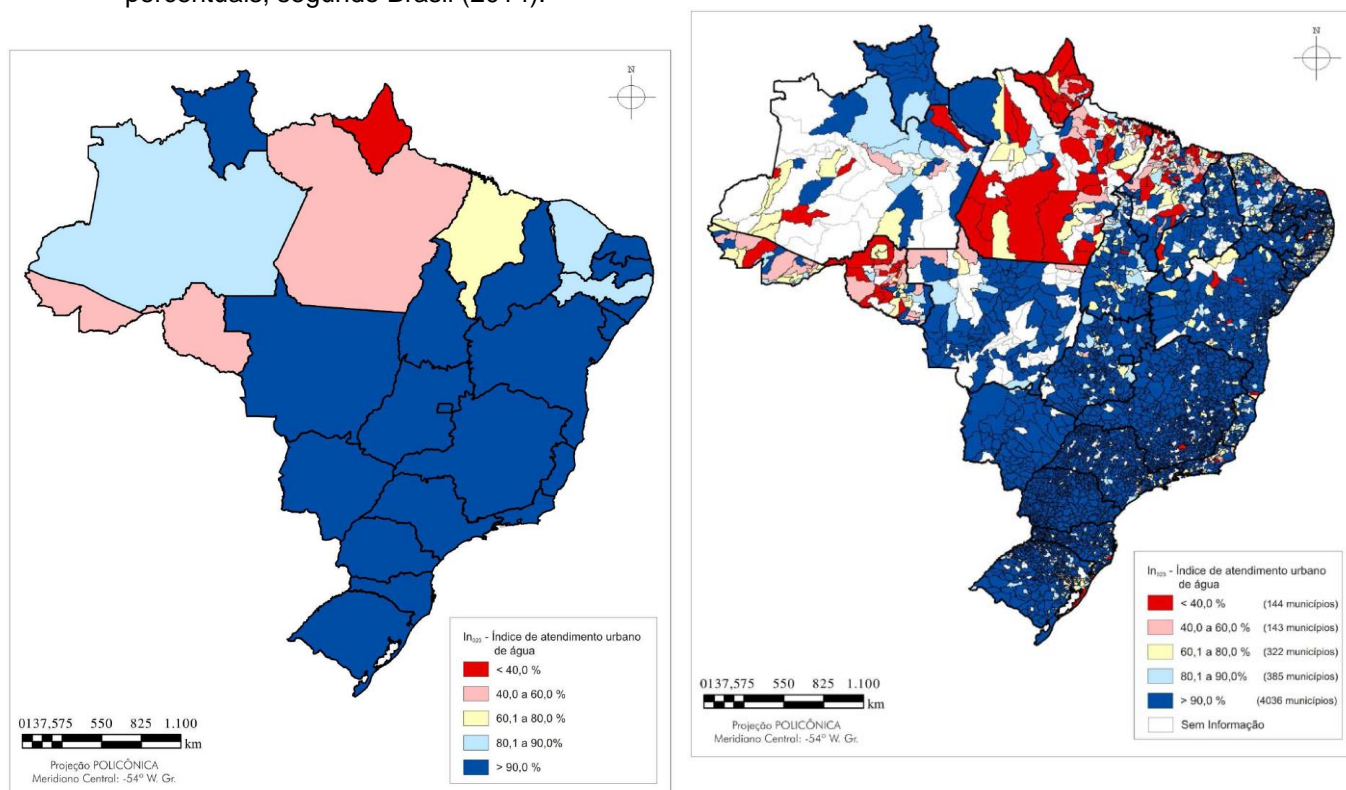 percentuais, segundo Brasil (2014).
N
In₀₂₃ - Índice de atendimento urbano
de água
< 40,0 %
40,0 a 60,0 %
60,1 a 80,0 %
80,1 a 90,0%
> 90,0 %
0137,575 550 825 1.100
km
Projeção POLICÔNICA
Meridiano Central: -54º W. Gr.
N
In₀₂₃ - Índice de atendimento urbano
de água
< 40,0 % (144 municípios)
40,0 a 60,0 % (143 municípios)
60,1 a 80,0 % (322 municípios)
80,1 a 90,0% (385 municípios)
> 90,0 % (4036 municípios)
Sem Informação
0137,575 550 825 1.100
km
Projeção POLICÔNICA
Meridiano Central: -54º W. Gr.